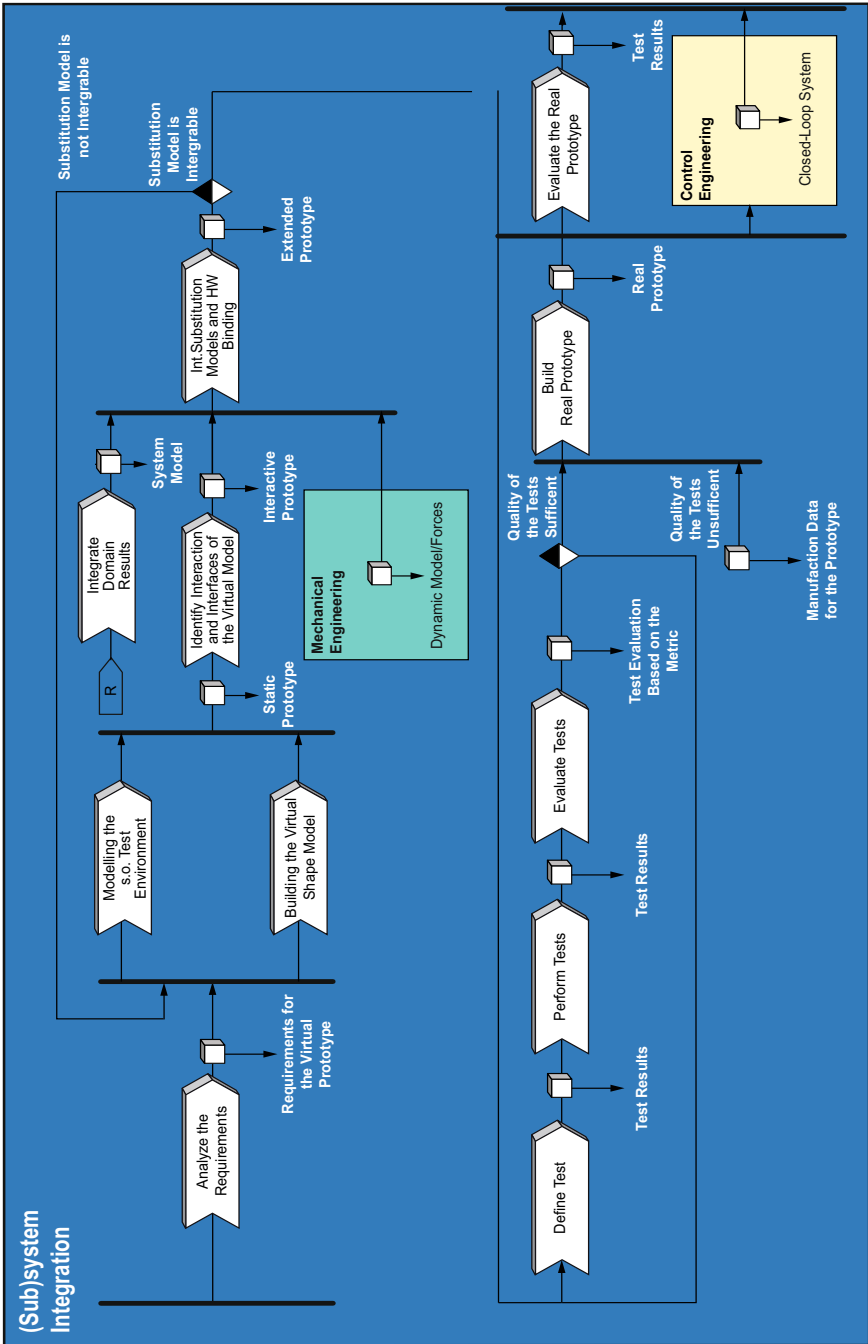 (Sub)system
Integration
Analyze the
Requirements
Requirements for
the Virtual
Prototype
Modelling the
s.o. Test
Environment
Building the Virtual
Shape Model
Static
Prototype
R
Integrate
Domain
Results
System
Model
Identify Interaction
and Interfaces of
the Virtual Model
Interactive
Prototype
Mechanical
Engineering
Dynamic Model/Forces
Int.Substitution
Models and HW
Binding
Extended
Prototype
Substitution
Model is
Intergrable
Substitution Model is
not Intergrable
Define Test
Test Results
Perform Tests
Test Results
Evaluate Tests
Test Evaluation
Based on the
Metric
Quality of
the Tests
Sufficent
Quality of
the Tests
Unsufficent
Manufaction Data
for the Prototype
Build
Real Prototype
Real
Prototype
Evaluate the Real
Prototype
Test
Results
Control
Engineering
Closed-Loop System